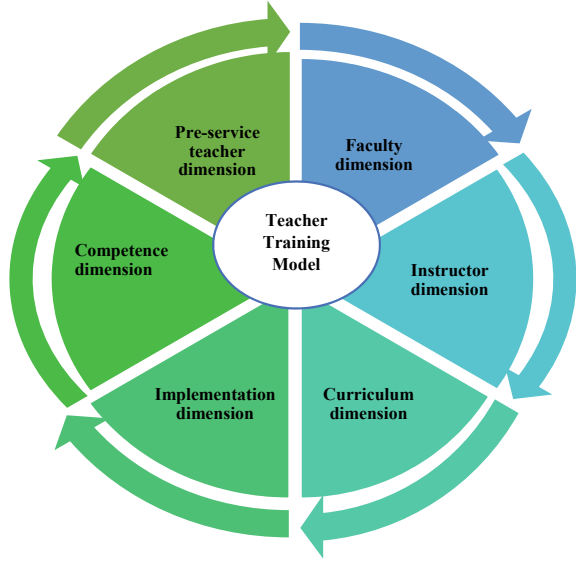 Pre-service
teacher
dimension
Faculty
dimension
Teacher
Training
Model
Competence
dimension
Instructor
dimension
Implementation
dimension
Curriculum
dimension